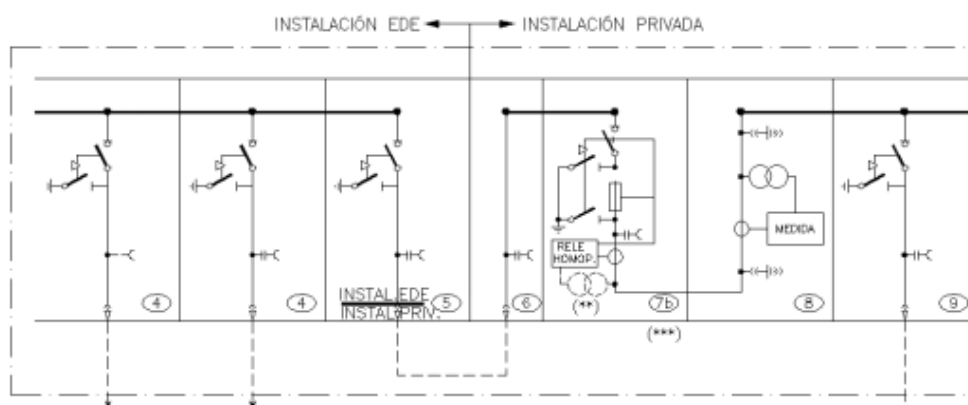 INSTALACIÓN EDE
INSTALACIÓN PRIVADA
RELE
HOMOP.
MEDIDA
4
4
INSTAL.EDE
INSTAL.PRIV.
5
6
(**)
7b
8
9
(***)